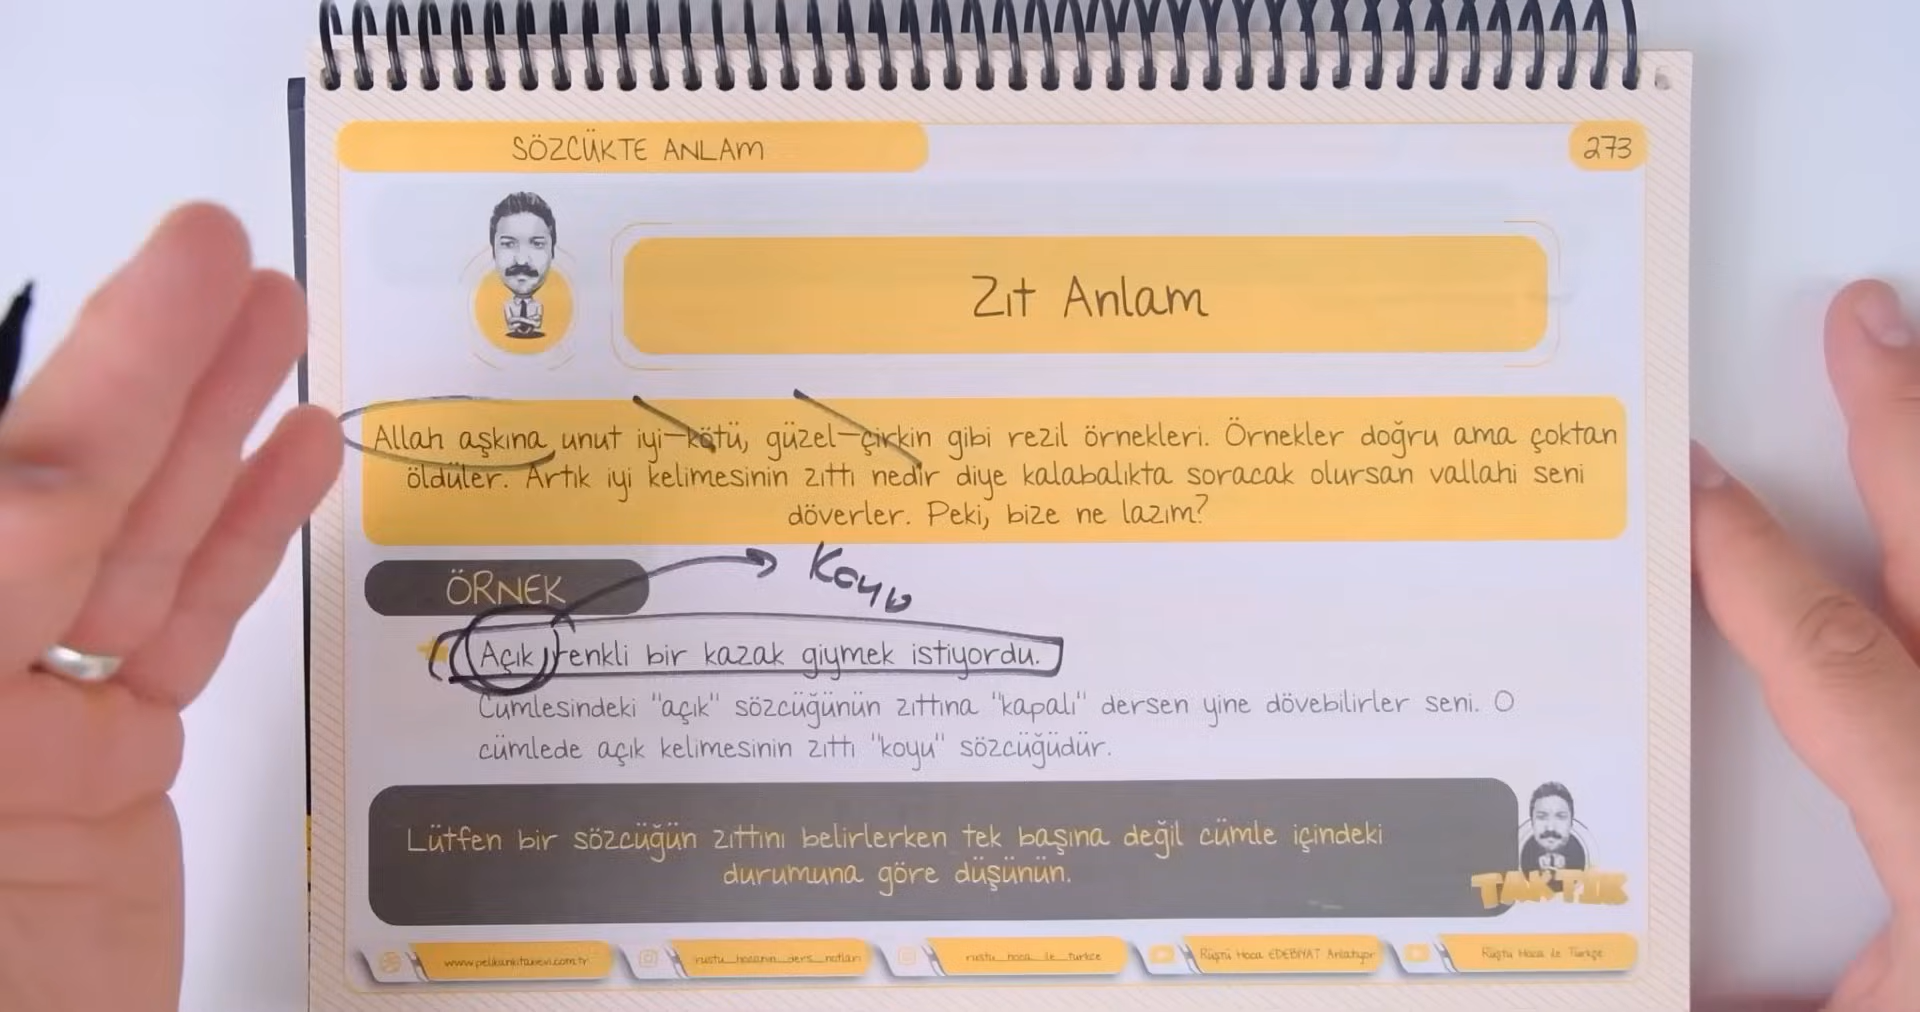 SÖZCÜKTE ANLAM
273
Zıt Anlam
Allah aşkına unut iyi-kötü, güzel-çirkin gibi rezil örnekleri. Örnekler doğru ama çoktan
öldüler. Artık iyi kelimesinin zıttı nedir diye kalabalıkta soracak olursan vallahi seni
döverler. Peki, bize ne lazım?
Koyu
ÖRNEK
Açık renkli bir kazak giymek istiyordu.
Cümlesindeki "açık" sözcüğünün zıttına "kapalı" dersen yine dövebilirler seni. O
cümlede açık kelimesinin zıttı "koyu" sözcüğüdür.
Lütfen bir sözcüğün zıttını belirlerken tek başına değil cümle içindeki
durumuna göre düşünün.
TAKTİK
www.pelikankitabevi.com.tr
rustu_hocanin_ders_notlari
rustu_hoca_ile_turkce
Rüştü Hoca EDEBİYAT Anlatıyor
Rüştü Hoca ile Türkçe